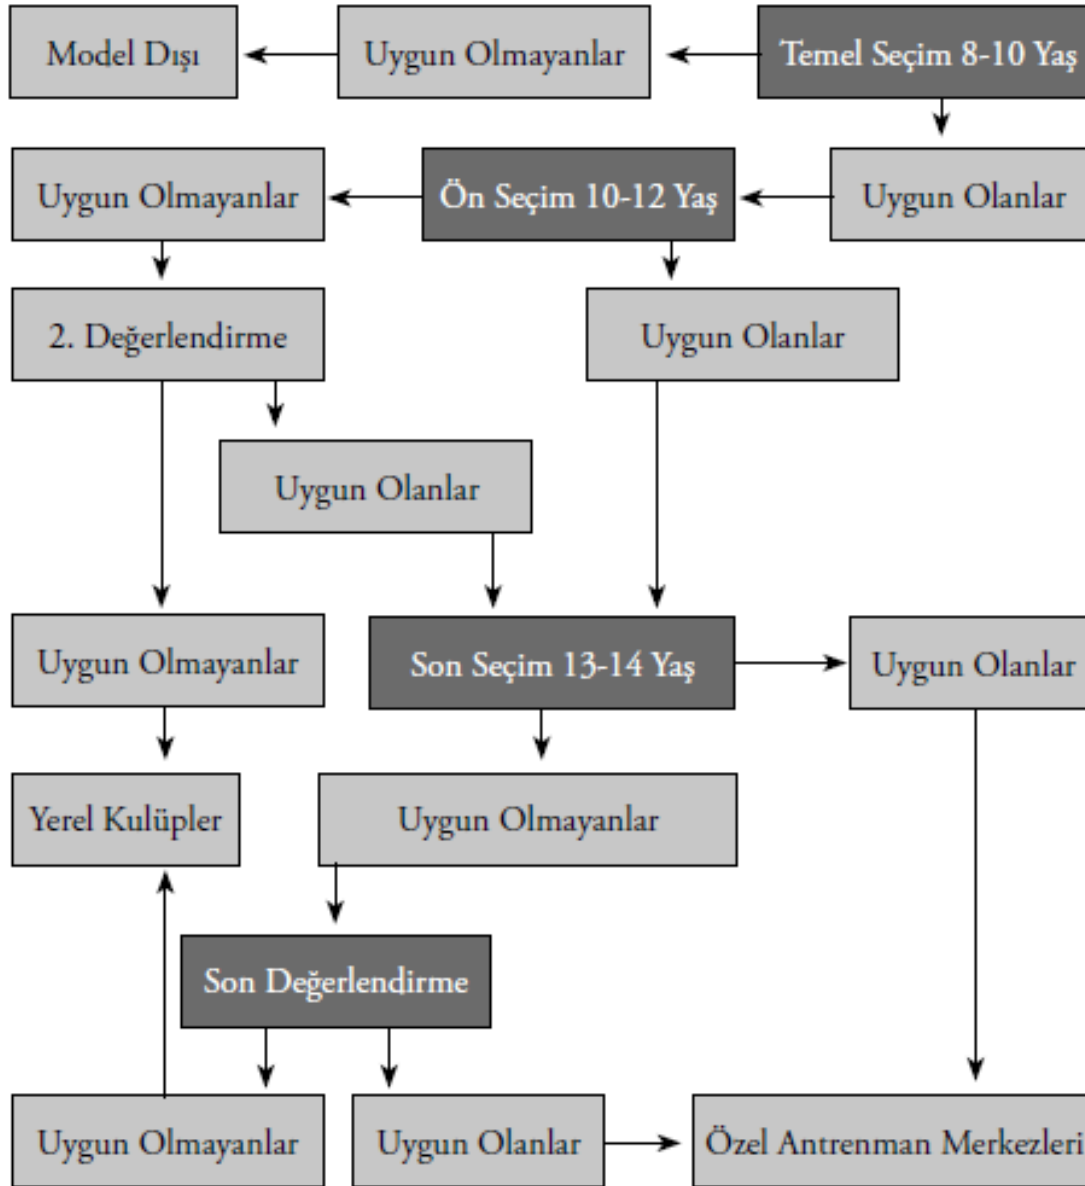 Model Dışı
Uygun Olmayanlar
Temel Seçim 8-10 Yaş
Uygun Olmayanlar
Ön Seçim 10-12 Yaş
Uygun Olanlar
2. Değerlendirme
Uygun Olanlar
Uygun Olanlar
Uygun Olmayanlar
Son Seçim 13-14 Yaş
Uygun Olanlar
Yerel Kulüpler
Uygun Olmayanlar
Son Değerlendirme
Uygun Olmayanlar
Uygun Olanlar
Özel Antrenman Merkezleri